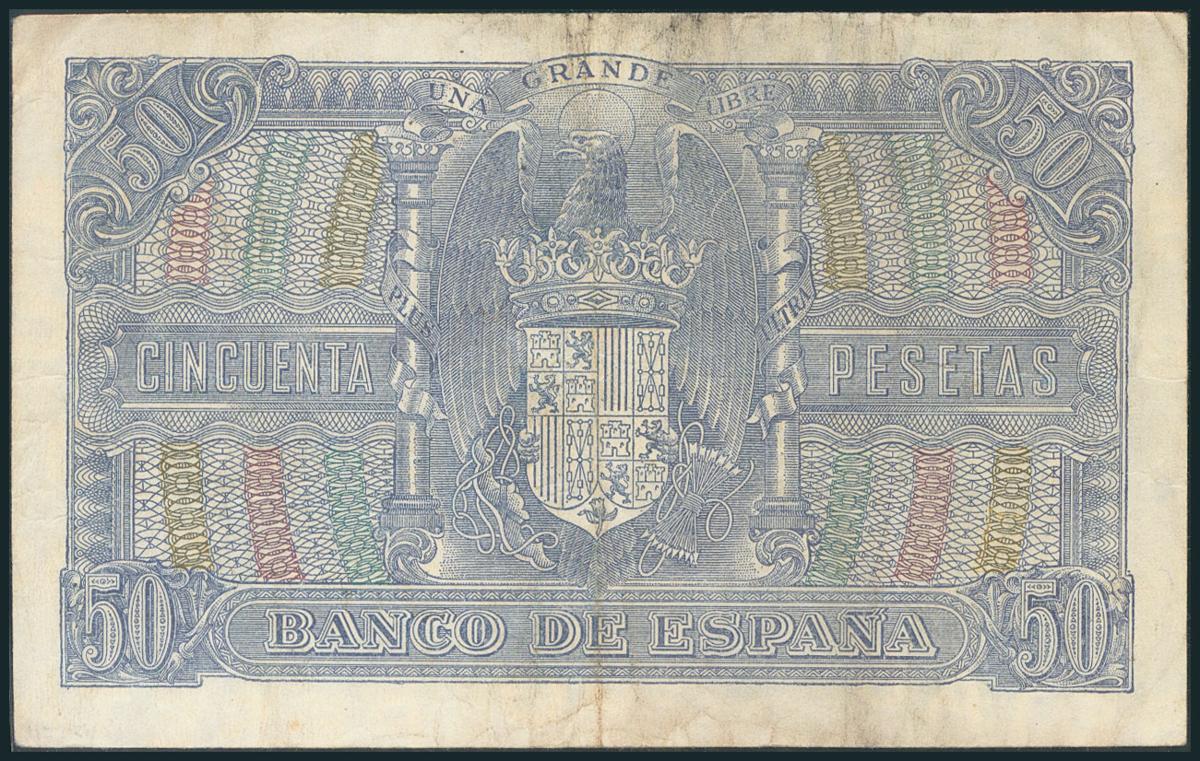 UNA GRANDE LIBRE
50 50
PLUS ULTRA
CINCUENTA PESETAS
50 BANCO DE ESPAÑA 50